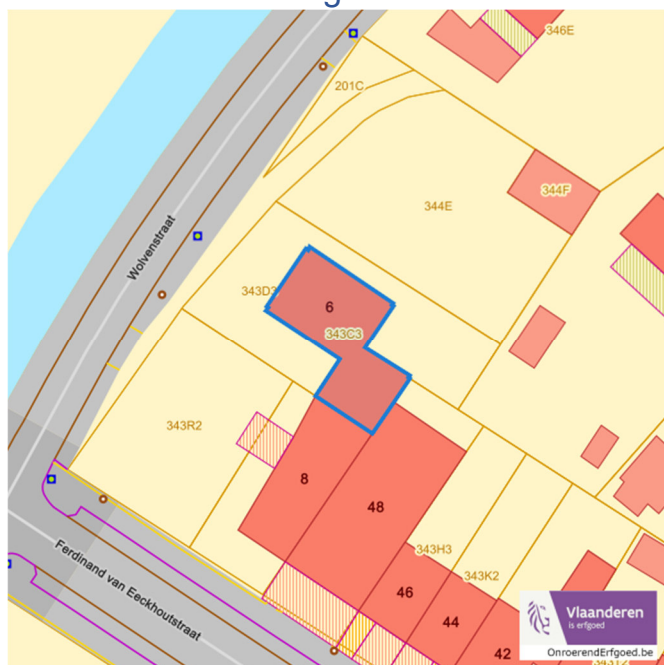 346E
201C
344F
344E
Wolvenstraat
343D3
6
343C3
343R2
8
48
343H3
46
343K2
44
42
Ferdinand van Eeckhoutstraat
Vlaanderen
is erfgoed
OnroerendErfgoed.be